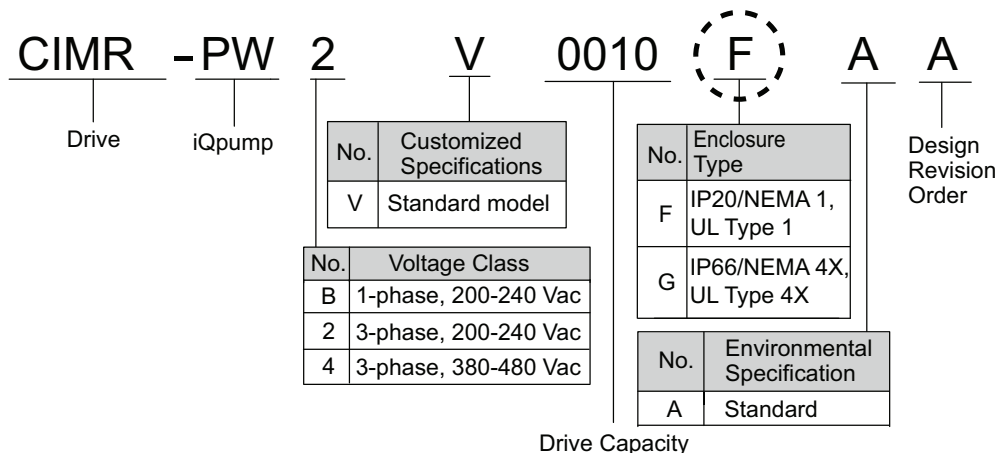 CIMR -PW 2 V 0010 F A A
Drive
iQpump
Design
Revision
Order
No. Customized
Specifications
V Standard model
No. Enclosure
Type
F IP20/NEMA 1,
UL Type 1
G IP66/NEMA 4X,
UL Type 4X
No. Voltage Class
B 1-phase, 200-240 Vac
2 3-phase, 200-240 Vac
4 3-phase, 380-480 Vac
No. Environmental
Specification
A Standard
Drive Capacity